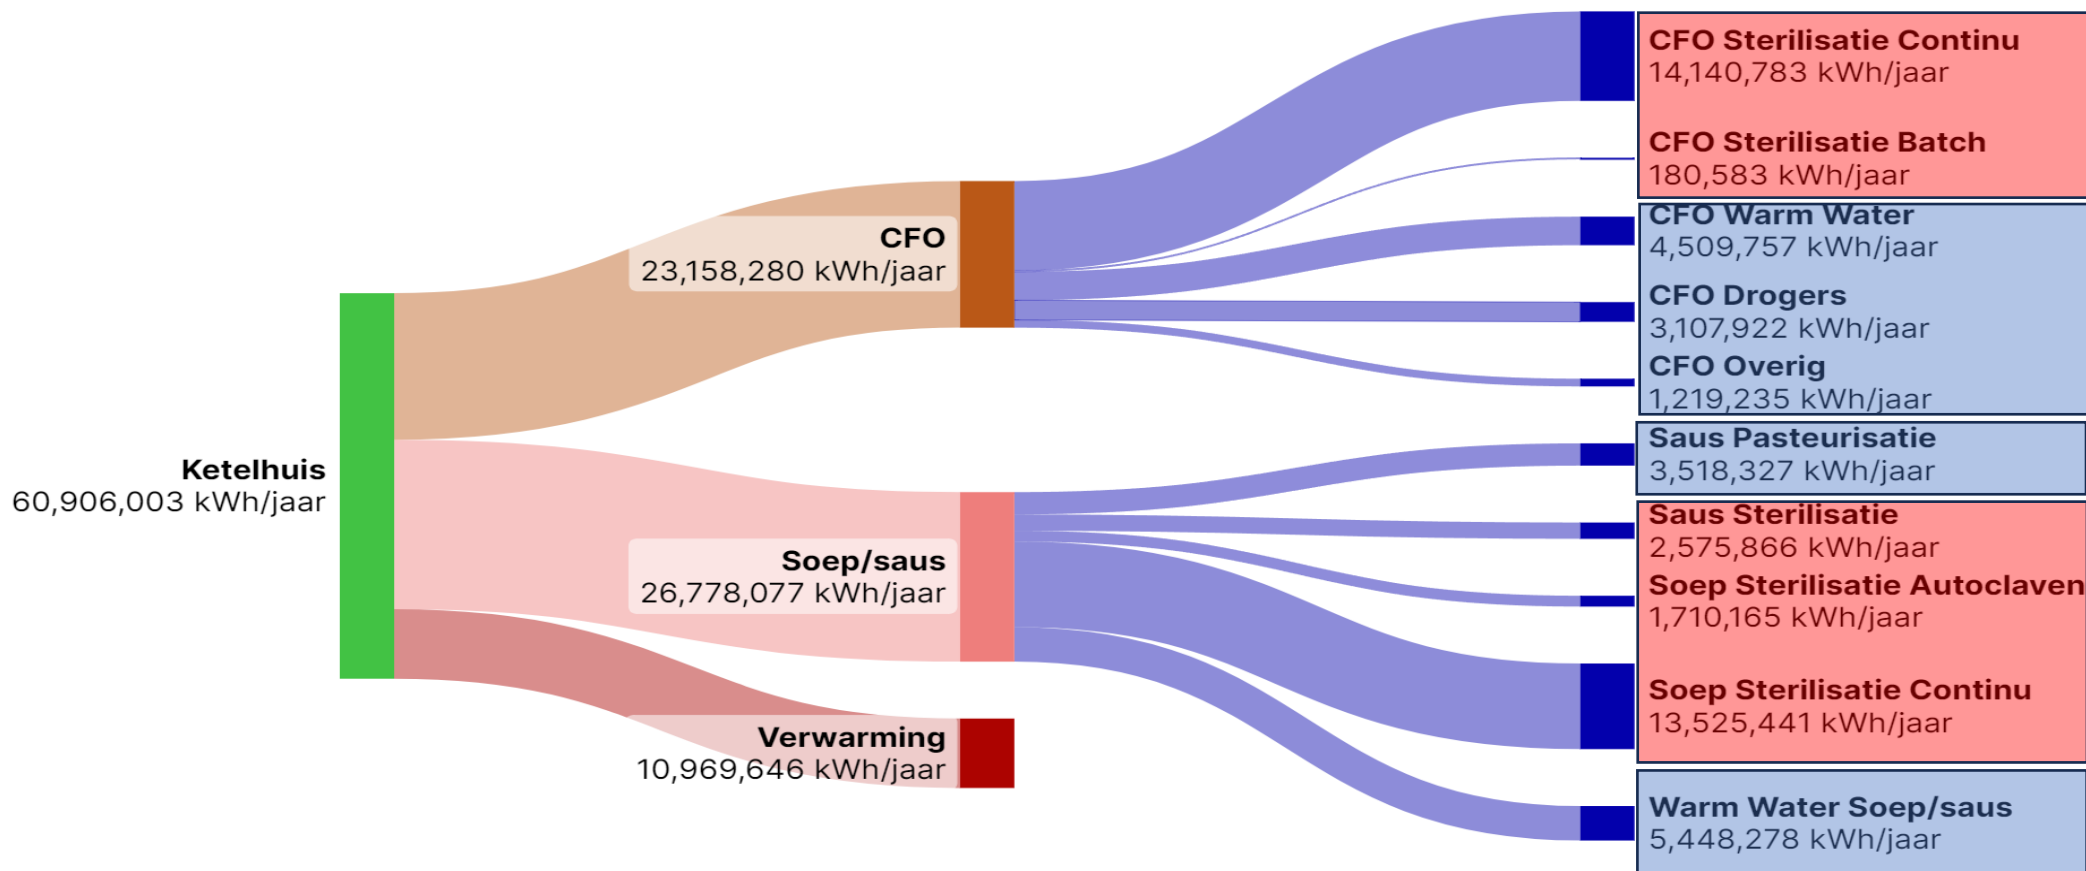 Ketelhuis
60,906,003 kWh/jaar
CFO
23,158,280 kWh/jaar
Soep/saus
26,778,077 kWh/jaar
Verwarming
10,969,646 kWh/jaar
CFO Sterilisatie Continu
14,140,783 kWh/jaar
CFO Sterilisatie Batch
180,583 kWh/jaar
CFO Warm Water
4,509,757 kWh/jaar
CFO Drogers
3,107,922 kWh/jaar
CFO Overig
1,219,235 kWh/jaar
Saus Pasteurisatie
3,518,327 kWh/jaar
Saus Sterilisatie
2,575,866 kWh/jaar
Soep Sterilisatie Autoclaven
1,710,165 kWh/jaar
Soep Sterilisatie Continu
13,525,441 kWh/jaar
Warm Water Soep/saus
5,448,278 kWh/jaar